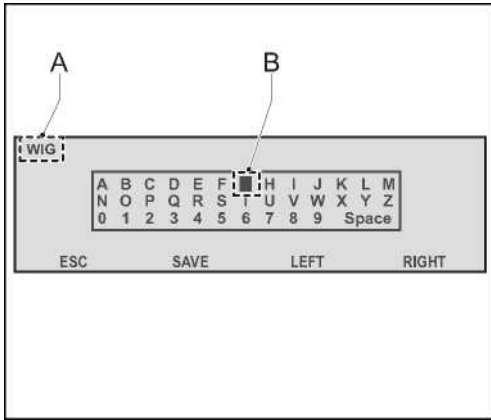 A B
WIG
A B C D E F H I J K L M
N O P Q R S T U V W X Y Z
0 1 2 3 4 5 6 7 8 9 Space
ESC SAVE LEFT RIGHT